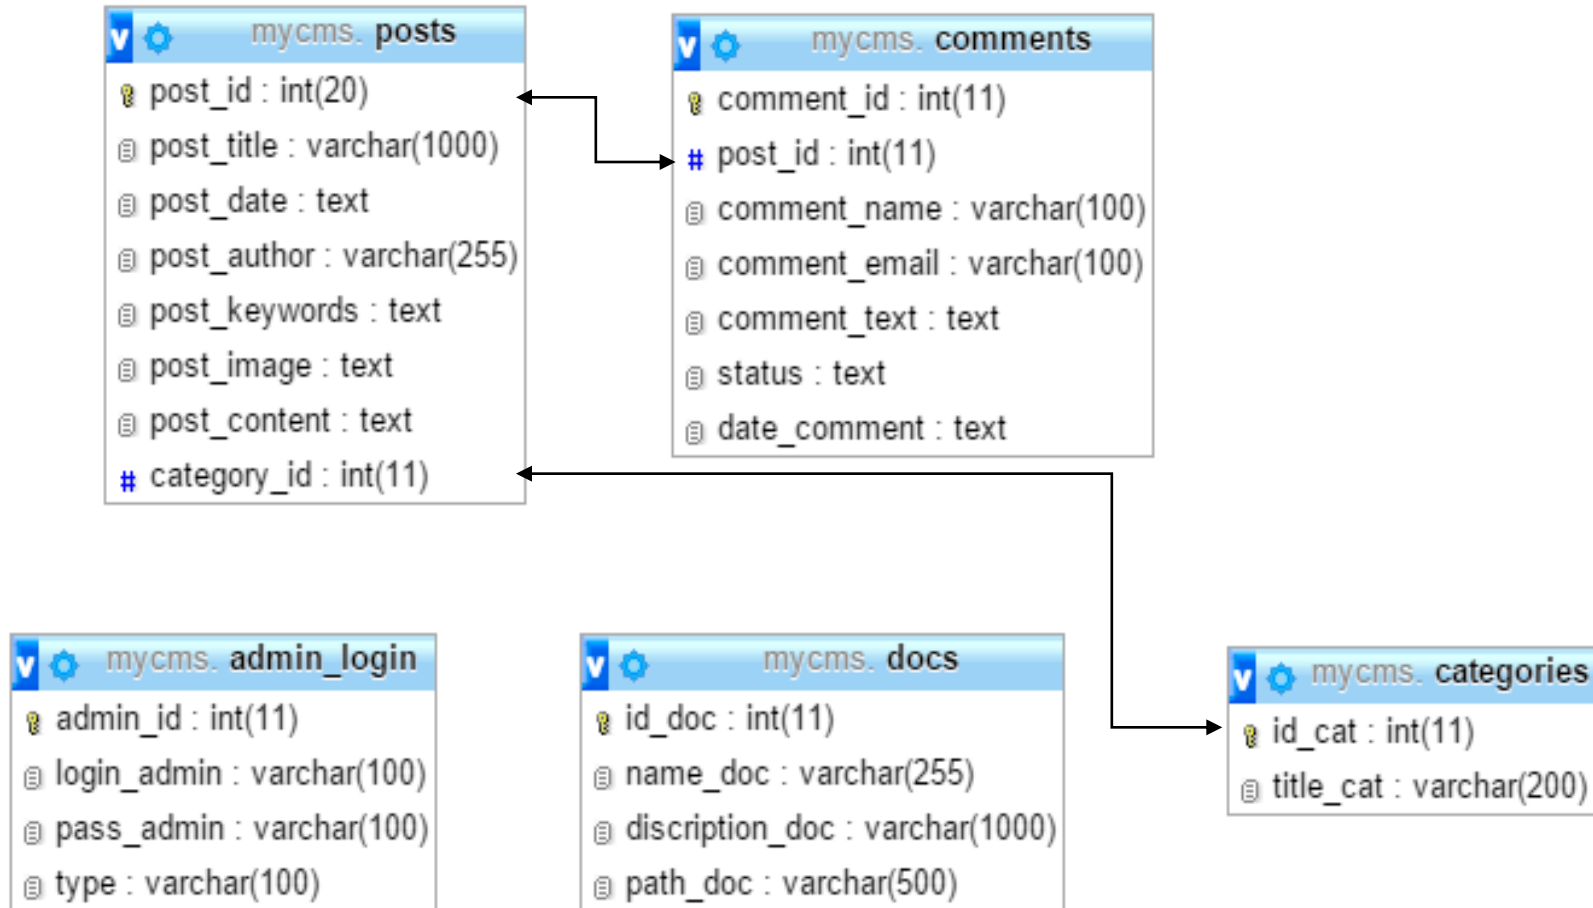 v mycms. posts
post_id : int(20)
post_title : varchar(1000)
post_date : text
post_author : varchar(255)
post_keywords : text
post_image : text
post_content : text
# category_id : int(11)
v mycms. comments
comment_id : int(11)
# post_id : int(11)
comment_name : varchar(100)
comment_email : varchar(100)
comment_text : text
status : text
date_comment : text
v mycms. admin_login
admin_id : int(11)
login_admin : varchar(100)
pass_admin : varchar(100)
type : varchar(100)
v mycms. docs
id_doc : int(11)
name_doc : varchar(255)
discription_doc : varchar(1000)
path_doc : varchar(500)
v mycms. categories
id_cat : int(11)
title_cat : varchar(200)